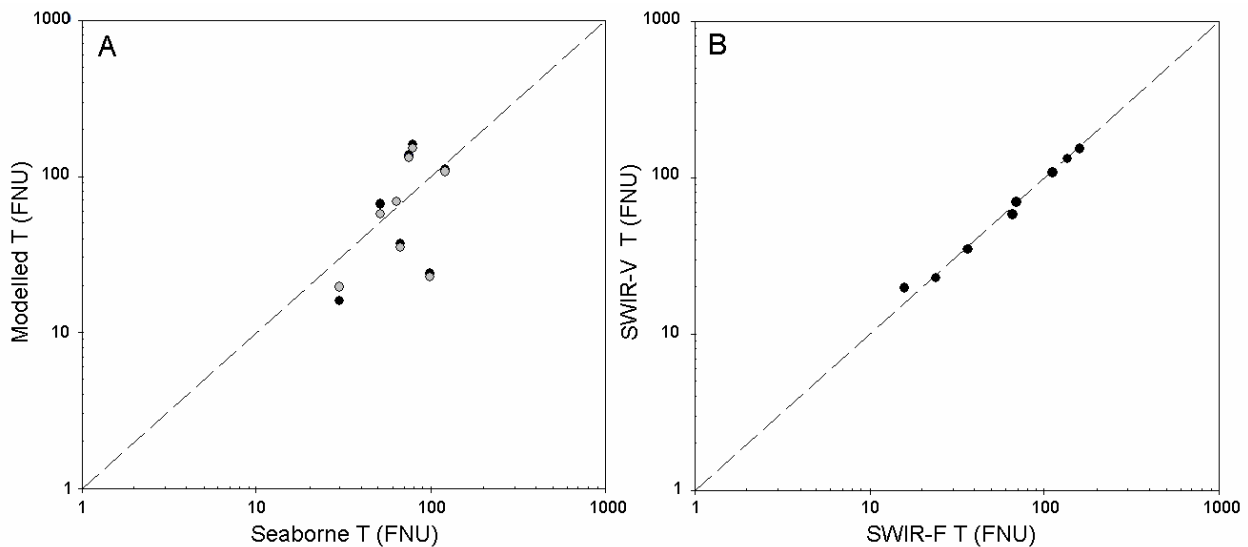 A
1000
100
10
1
Modelled T (FNU)
1 10 100 1000
Seaborne T (FNU)
B
1000
100
10
1
SWIR-V T (FNU)
1 10 100 1000
SWIR-F T (FNU)